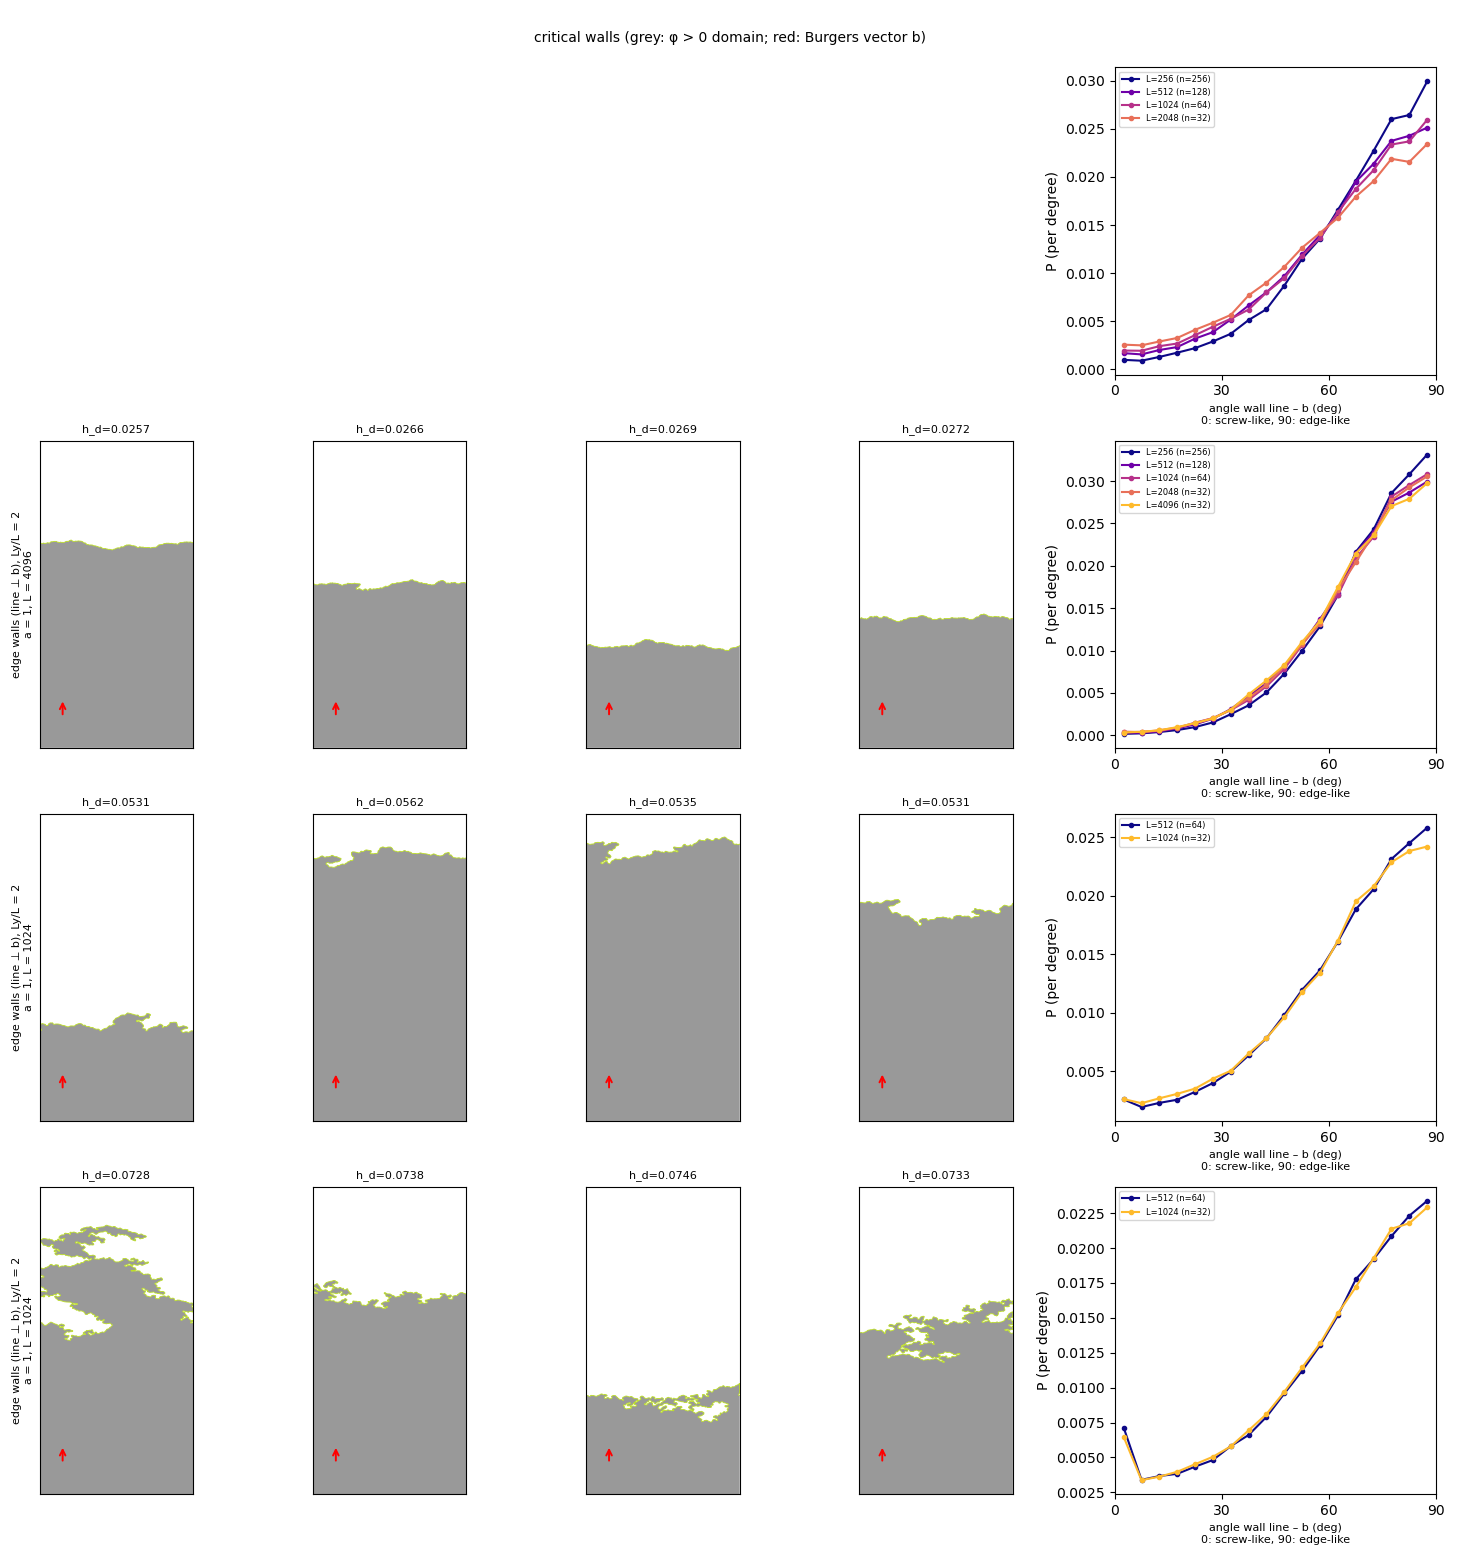 critical walls (grey: φ > 0 domain; red: Burgers vector b)
L=256 (n=256)
L=512 (n=128)
L=1024 (n=64)
L=2048 (n=32)
0.030
0.025
0.020
0.015
0.010
0.005
0.000
P (per degree)
0 30 60 90
angle wall line – b (deg)
0: screw-like, 90: edge-like
edge walls (line ⊥ b), Ly/L = 2
a = 1, L = 4096
h_d=0.0257
h_d=0.0266
h_d=0.0269
h_d=0.0272
L=256 (n=256)
L=512 (n=128)
L=1024 (n=64)
L=2048 (n=32)
L=4096 (n=32)
0.030
0.025
0.020
0.015
0.010
0.005
0.000
P (per degree)
0 30 60 90
angle wall line – b (deg)
0: screw-like, 90: edge-like
edge walls (line ⊥ b), Ly/L = 2
a = 1, L = 1024
h_d=0.0531
h_d=0.0562
h_d=0.0535
h_d=0.0531
L=512 (n=64)
L=1024 (n=32)
0.025
0.020
0.015
0.010
0.005
P (per degree)
0 30 60 90
angle wall line – b (deg)
0: screw-like, 90: edge-like
edge walls (line ⊥ b), Ly/L = 2
a = 1, L = 1024
h_d=0.0728
h_d=0.0738
h_d=0.0746
h_d=0.0733
L=512 (n=64)
L=1024 (n=32)
0.0225
0.0200
0.0175
0.0150
0.0125
0.0100
0.0075
0.0050
0.0025
P (per degree)
0 30 60 90
angle wall line – b (deg)
0: screw-like, 90: edge-like